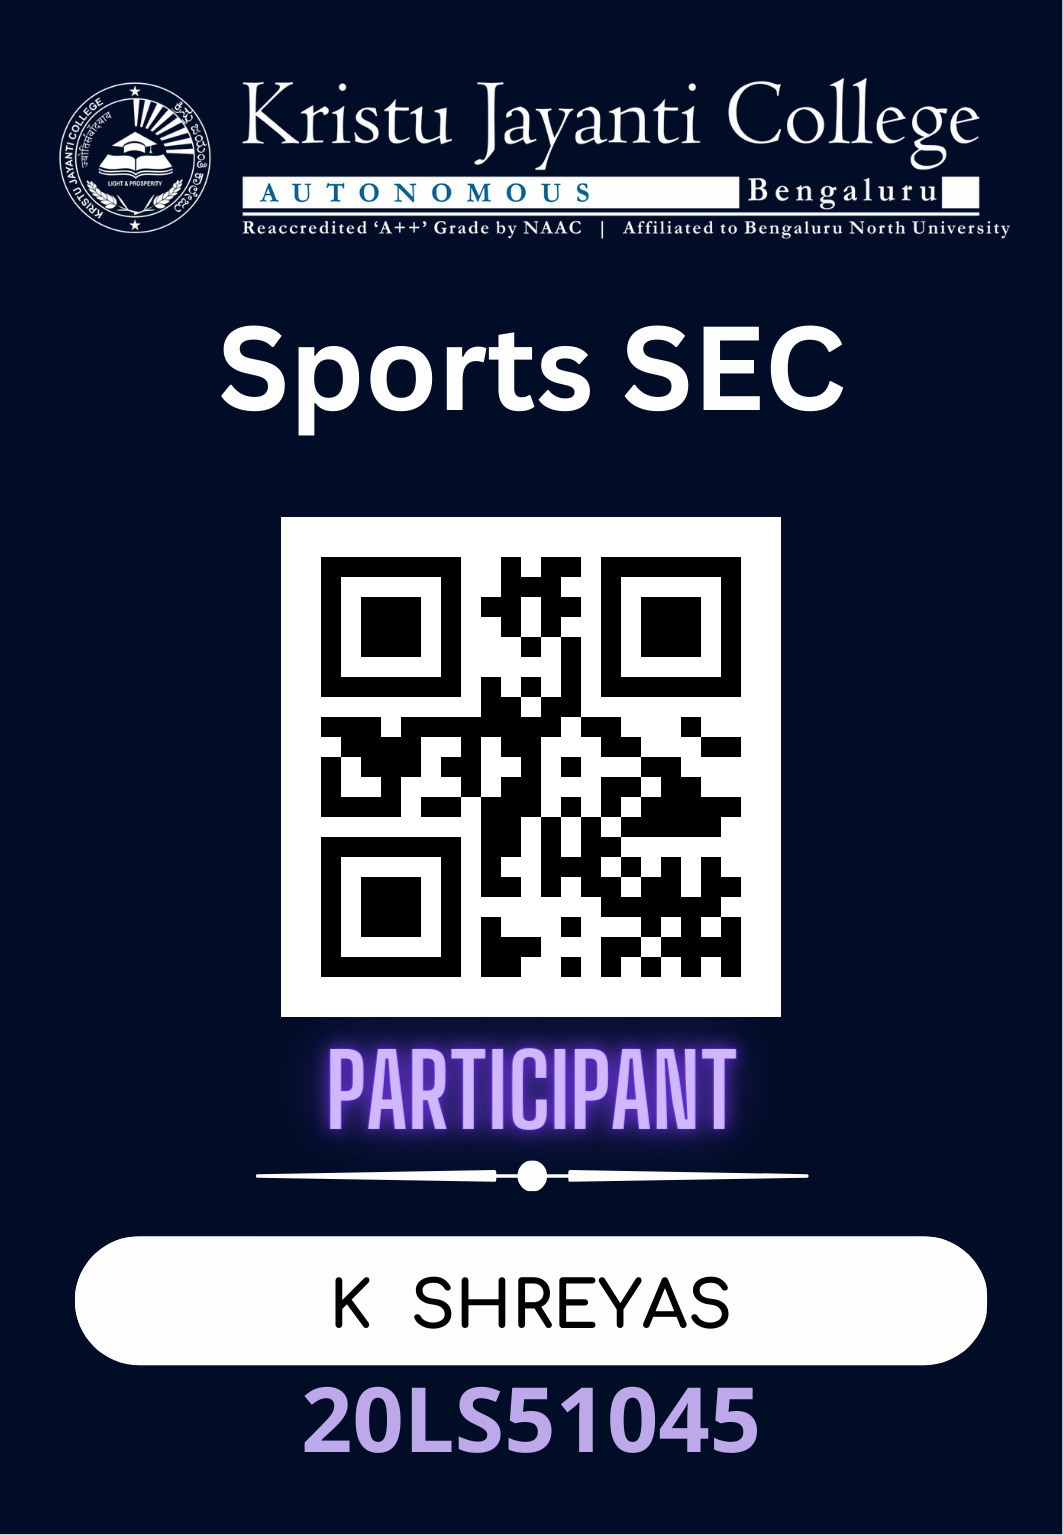 KRISTU JAYANTI COLLEGE
ಕ್ರಿಸ್ತು ಜಯಂತಿ ಕಾಲೇಜು
LIGHT & PROSPERITY
Kristu Jayanti College
AUTONOMOUS Bengaluru
Reaccredited ‘A++’ Grade by NAAC | Affiliated to Bengaluru North University
Sports SEC
PARTICIPANT
K SHREYAS
20LS51045